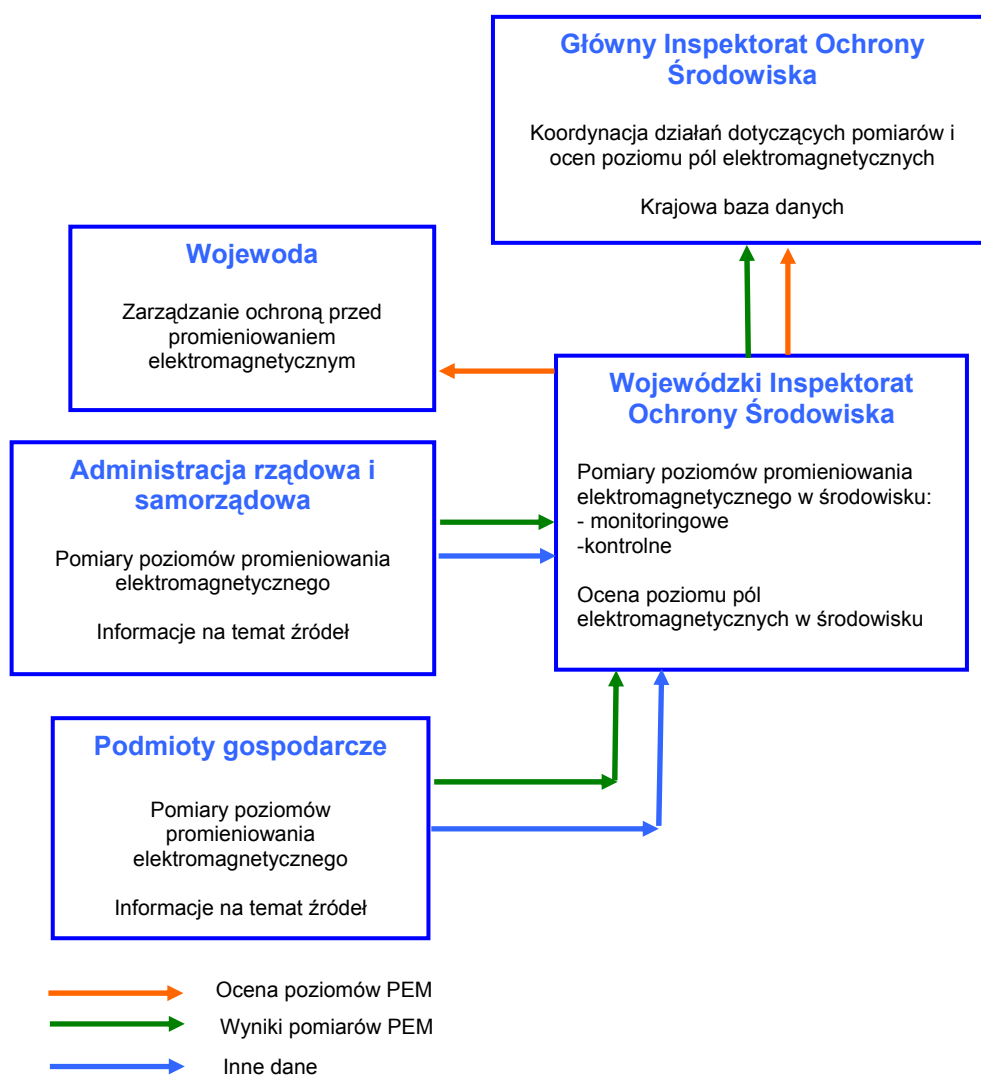 Główny Inspektorat Ochrony
Środowiska
Koordynacja działań dotyczących pomiarów i
ocen poziomu pól elektromagnetycznych
Krajowa baza danych
Wojewoda
Zarządzanie ochroną przed
promieniowaniem
elektromagnetycznym
Wojewódzki Inspektorat
Ochrony Środowiska
Pomiary poziomów promieniowania
elektromagnetycznego w środowisku:
- monitoringowe
-kontrolne
Ocena poziomu pól
elektromagnetycznych w środowisku
Administracja rządowa i
samorządowa
Pomiary poziomów promieniowania
elektromagnetycznego
Informacje na temat źródeł
Podmioty gospodarcze
Pomiary poziomów
promieniowania
elektromagnetycznego
Informacje na temat źródeł
Ocena poziomów PEM
Wyniki pomiarów PEM
Inne dane